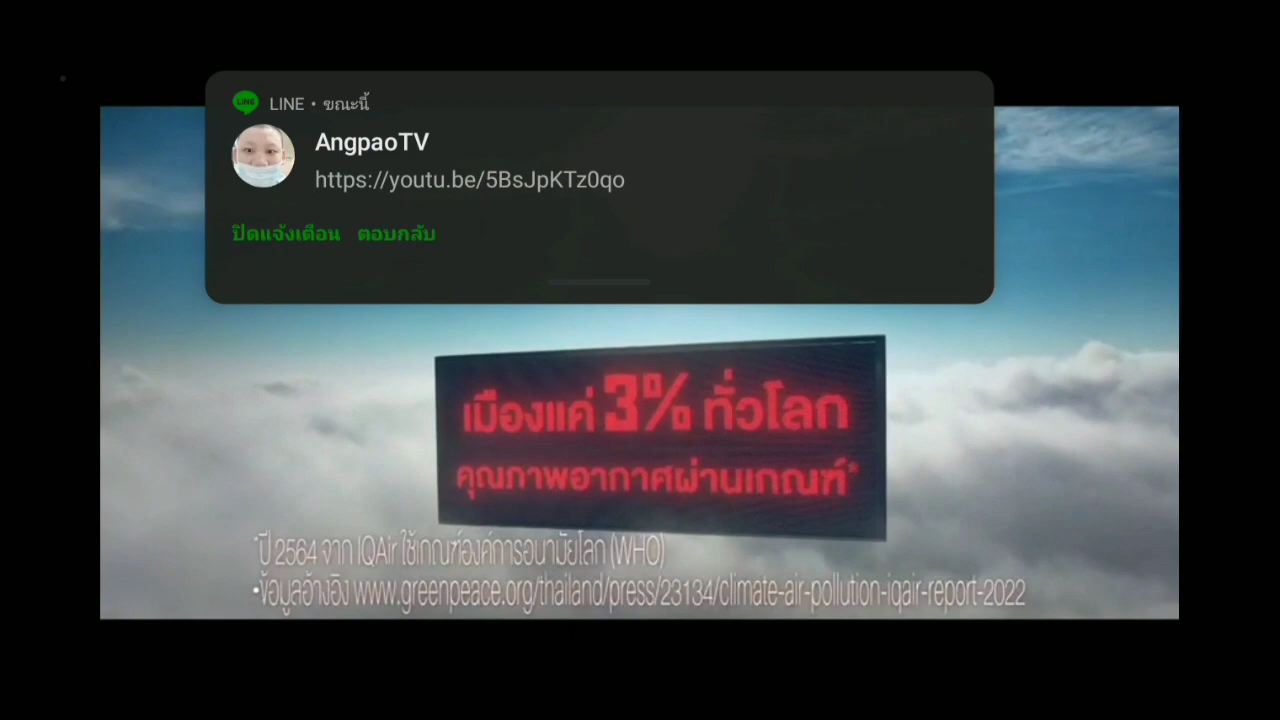 LINE • ขณะนี้
AngpaoTV
https://youtu.be/5BsJpKTz0qo
ปิดแจ้งเตือน ตอบกลับ
เมืองแค่ 3% ทั่วโลก
คุณภาพอากาศผ่านเกณฑ์*
*ปี 2564 จาก IQAir ใช้เกณฑ์องค์การอนามัยโลก (WHO)
•ข้อมูลอ้างอิง www.greenpeace.org/thailand/press/23134/climate-air-pollution-iqair-report-2022